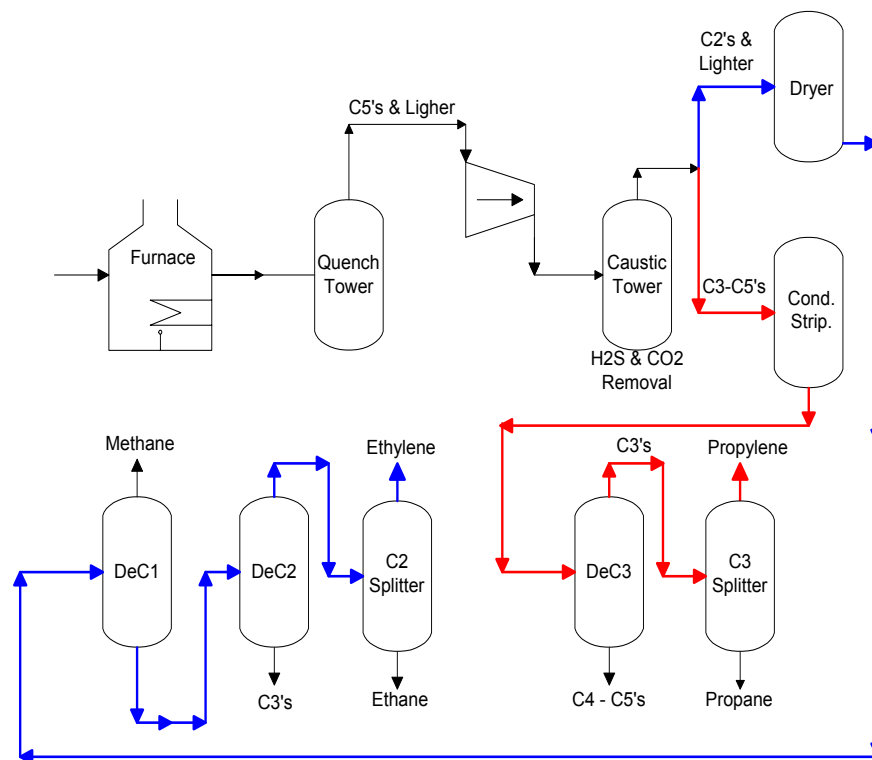 C2's &
Lighter
Dryer
C5's & Ligher
Furnace
Quench
Tower
Caustic
Tower
C3-C5's
Cond.
Strip.
H2S & CO2
Removal
Methane
Ethylene
C3's
Propylene
DeC1
DeC2
C2
Splitter
DeC3
C3
Splitter
C3's
Ethane
C4 - C5's
Propane